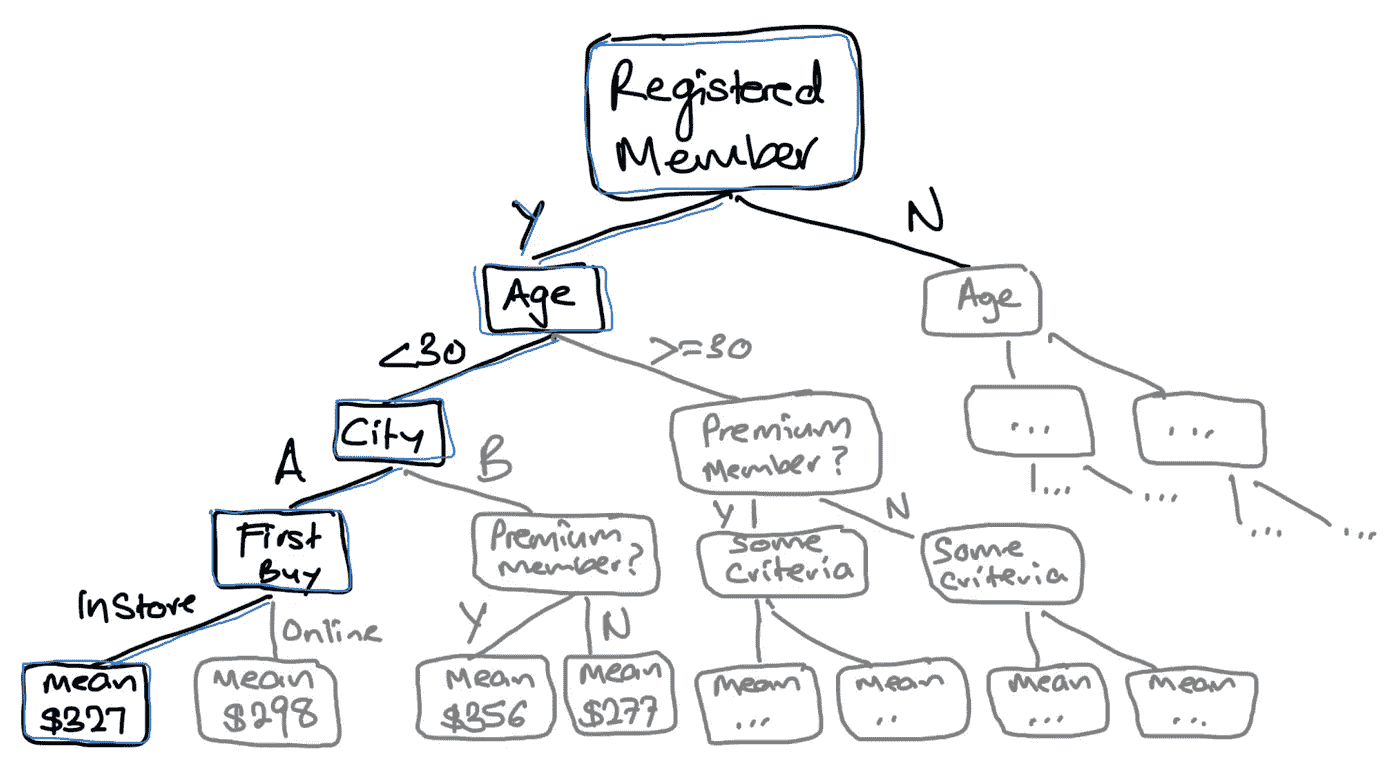 Registered
Member
Y
N
Age
Age
<30
>=30
City
Premium
Member?
...
...
A
B
Y
N
...
...
...
...
First
Buy
Premium
member?
Some
criteria
Some
criteria
InStore
Online
Y
N
mean
$327
mean
$298
mean
$356
mean
$277
mean
...
mean
..
mean
...
mean
...